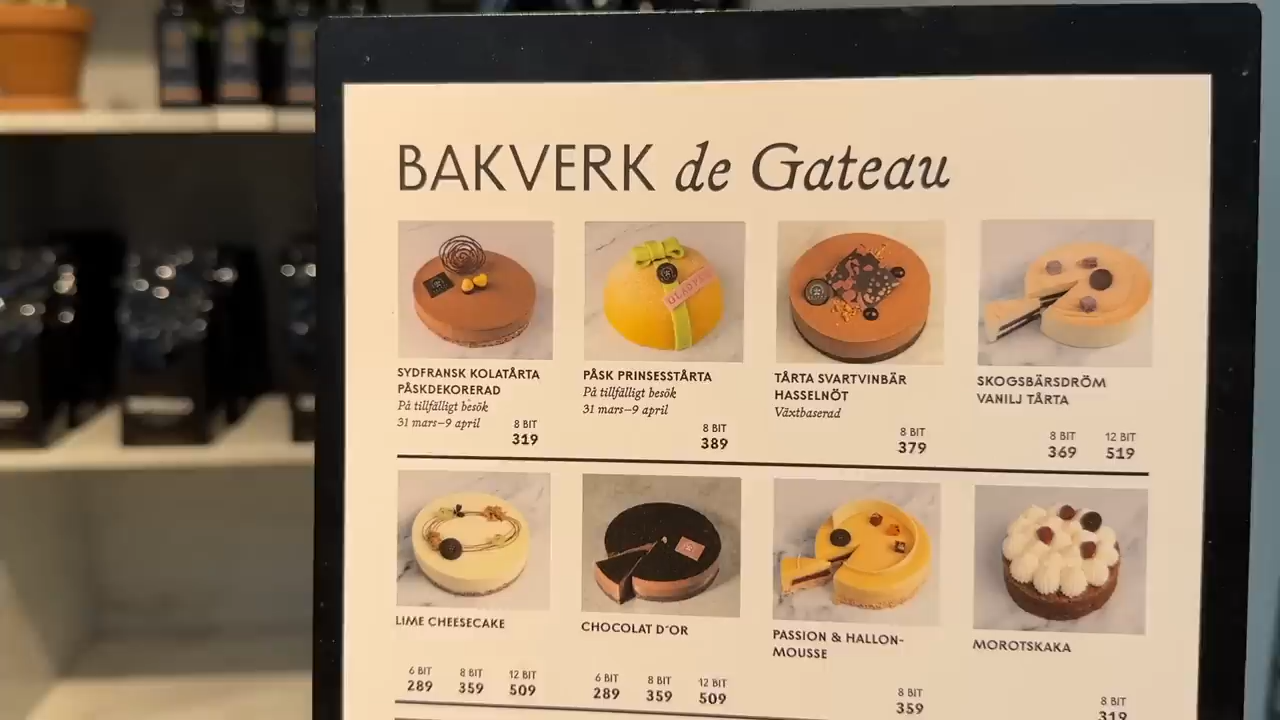 BAKVERK de Gateau
SYDFRANSK KOLATÅRTA
PÅSKDEKORERAD
På tillfälligt besök
31 mars–9 april
8 BIT
319
PÅSK PRINSESSTÅRTA
På tillfälligt besök
31 mars–9 april
8 BIT
389
TÅRTA SVARTVINBÄR
HASSELNÖT
Växtbaserad
8 BIT
379
SKOGSBÄRSDRÖM
VANILJ TÅRTA
8 BIT 12 BIT
369 519
LIME CHEESECAKE
6 BIT 8 BIT 12 BIT
289 359 509
CHOCOLAT D´OR
6 BIT 8 BIT 12 BIT
289 359 509
PASSION & HALLON-
MOUSSE
8 BIT
359
MOROTSKAKA
8 BIT
319